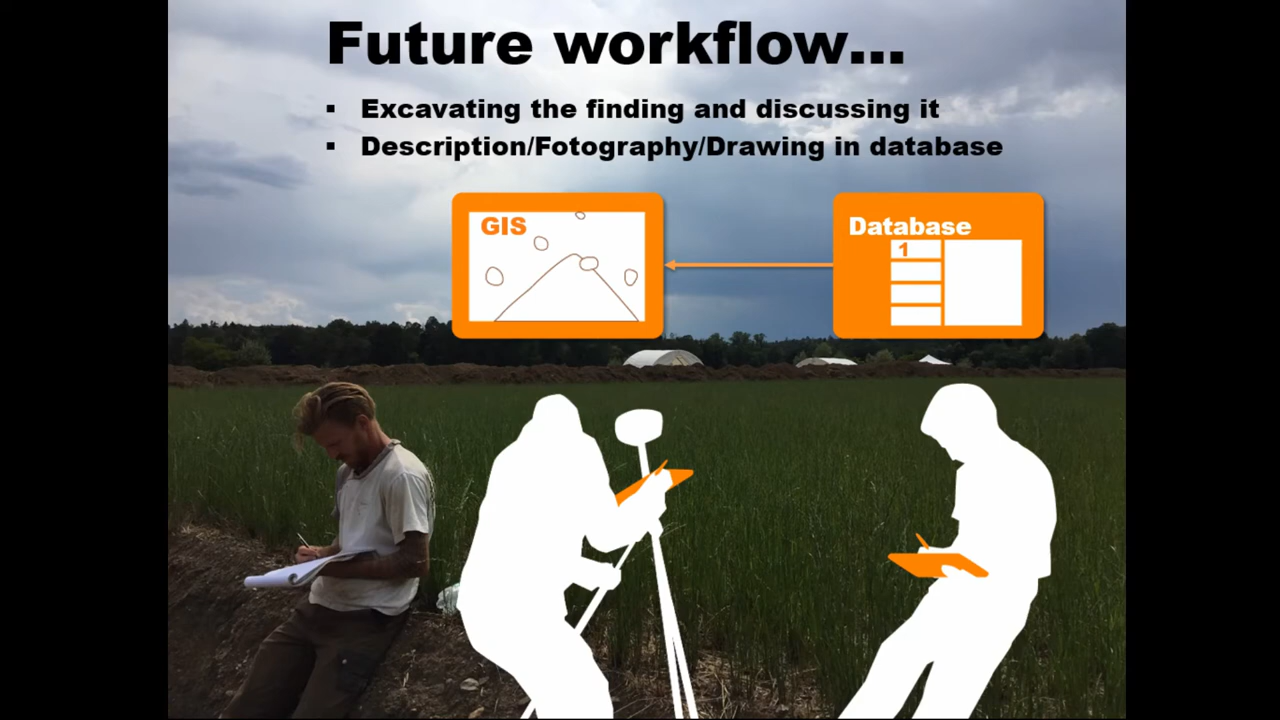 Future workflow...
▪ Excavating the finding and discussing it
▪ Description/Fotography/Drawing in database
GIS
Database
1